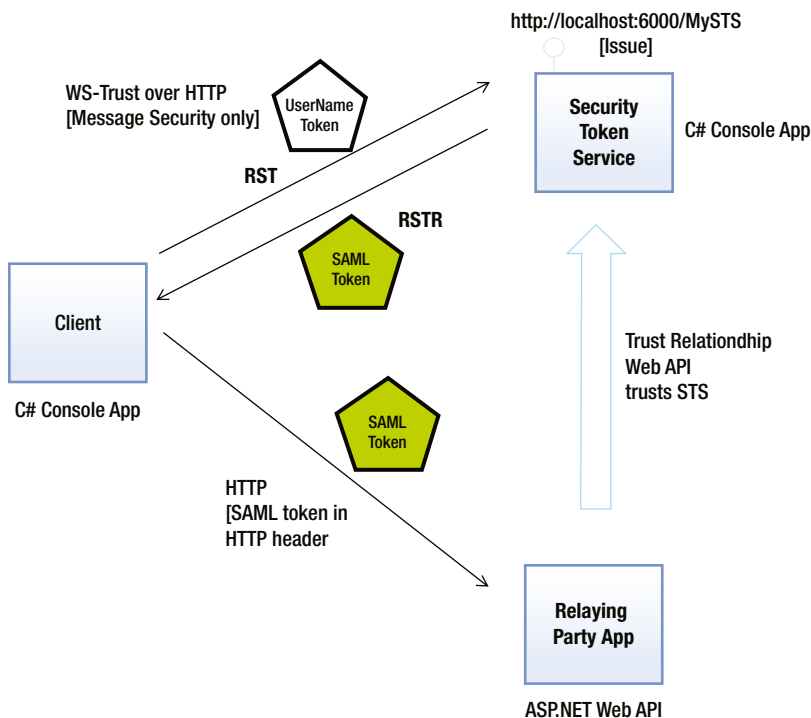 http://localhost:6000/MySTS
[Issue]
WS-Trust over HTTP
[Message Security only]
UserName
Token
Security
Token
Service
C# Console App
RST
RSTR
SAML
Token
Client
C# Console App
Trust Relationdhip
Web API
trusts STS
SAML
Token
HTTP
[SAML token in
HTTP header
Relaying
Party App
ASP.NET Web API